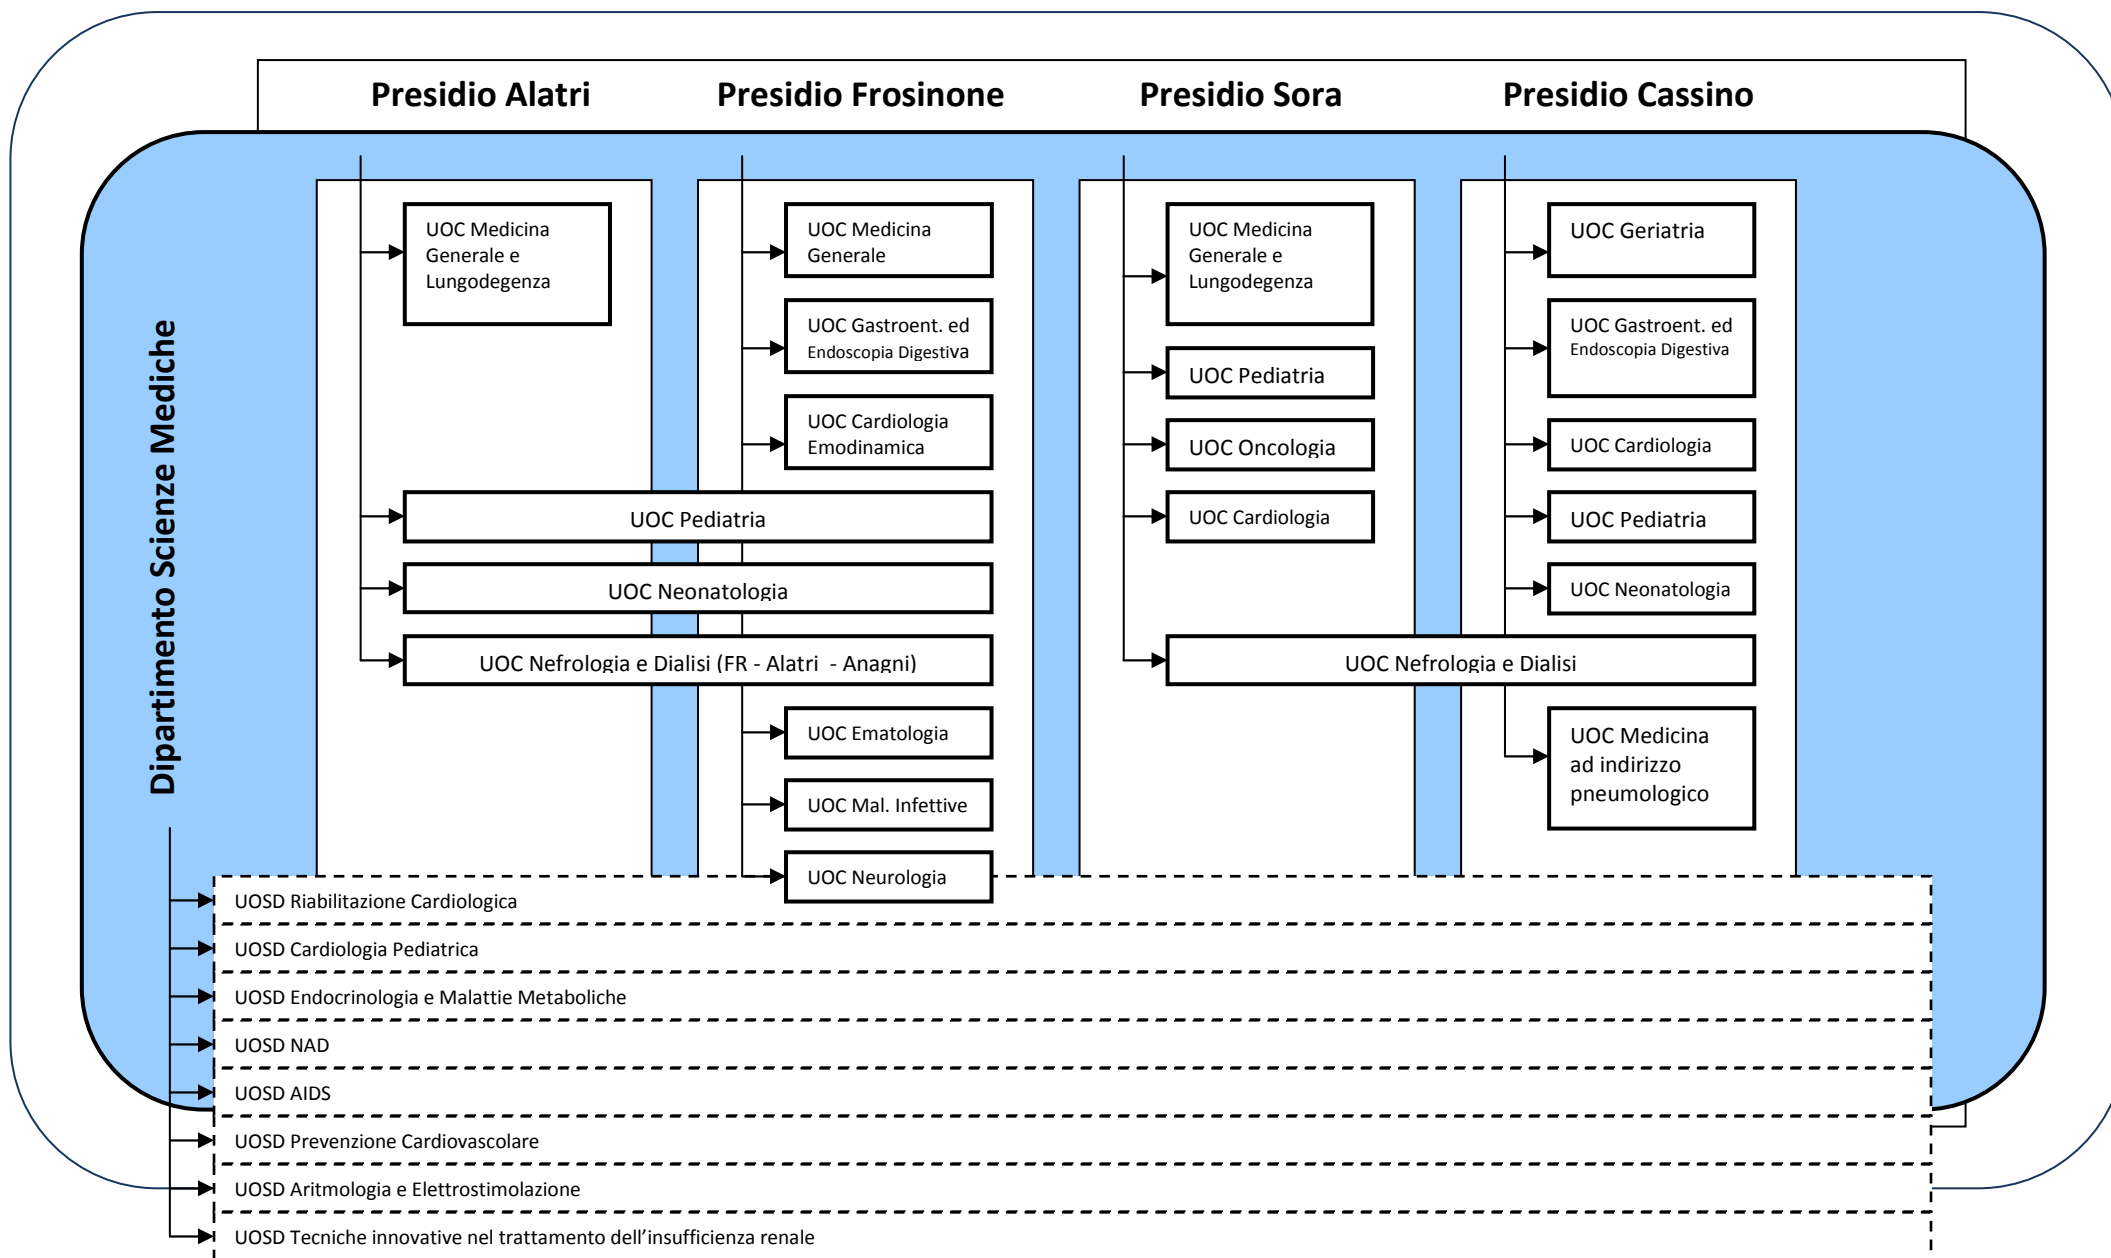 Presidio Alatri
Presidio Frosinone
Presidio Sora
Presidio Cassino
Dipartimento Scienze Mediche
UOC Medicina
Generale e
Lungodegenza
UOC Medicina
Generale
UOC Gastroent. ed
Endoscopia Digestiva
UOC Cardiologia
Emodinamica
UOC Pediatria
UOC Neonatologia
UOC Nefrologia e Dialisi (FR - Alatri  - Anagni)
UOC Ematologia
UOC Mal. Infettive
UOC Neurologia
UOC Medicina
Generale e
Lungodegenza
UOC Pediatria
UOC Oncologia
UOC Cardiologia
UOC Nefrologia e Dialisi
UOC Geriatria
UOC Gastroent. ed
Endoscopia Digestiva
UOC Cardiologia
UOC Pediatria
UOC Neonatologia
UOC Medicina
ad indirizzo
pneumologico
UOSD Riabilitazione Cardiologica
UOSD Cardiologia Pediatrica
UOSD Endocrinologia e Malattie Metaboliche
UOSD NAD
UOSD AIDS
UOSD Prevenzione Cardiovascolare
UOSD Aritmologia e Elettrostimolazione
UOSD Tecniche innovative nel trattamento dell’insufficienza renale